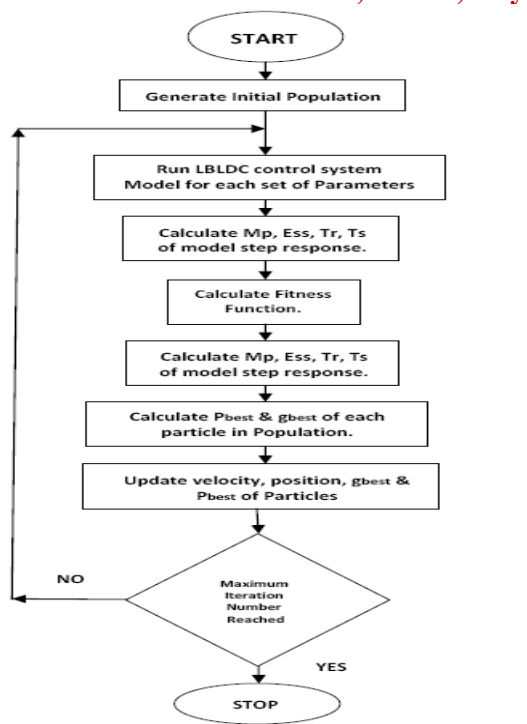 START
Generate Initial Population
Run LBLDC control system
Model for each set of Parameters
Calculate Mp, Ess, Tr, Ts
of model step response.
Calculate Fitness
Function.
Calculate Mp, Ess, Tr, Ts
of model step response.
Calculate Pbest & gbest of each
particle in Population.
Update velocity, position, gbest &
Pbest of Particles
NO
Maximum
Iteration
Number
Reached
YES
STOP